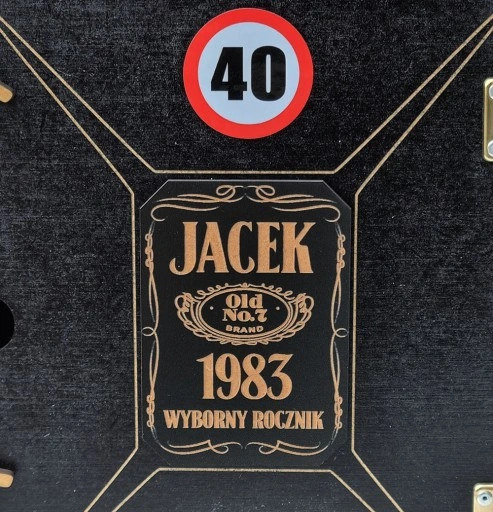 40
JACEK
Old
No.7
BRAND
1983
WYBORNY ROCZNIK